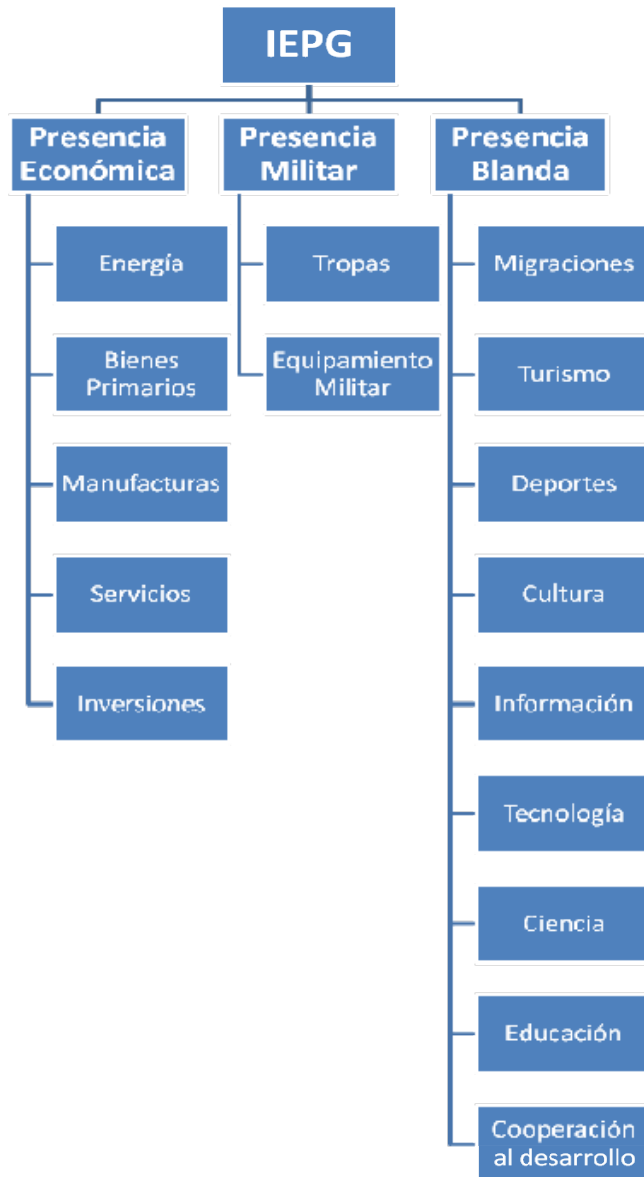 IEPG
Presencia
Económica
Energía
Bienes
Primarios
Manufacturas
Servicios
Inversiones
Presencia
Militar
Tropas
Equipamiento
Militar
Presencia
Blanda
Migraciones
Turismo
Deportes
Cultura
Información
Tecnología
Ciencia
Educación
Cooperación
al desarrollo